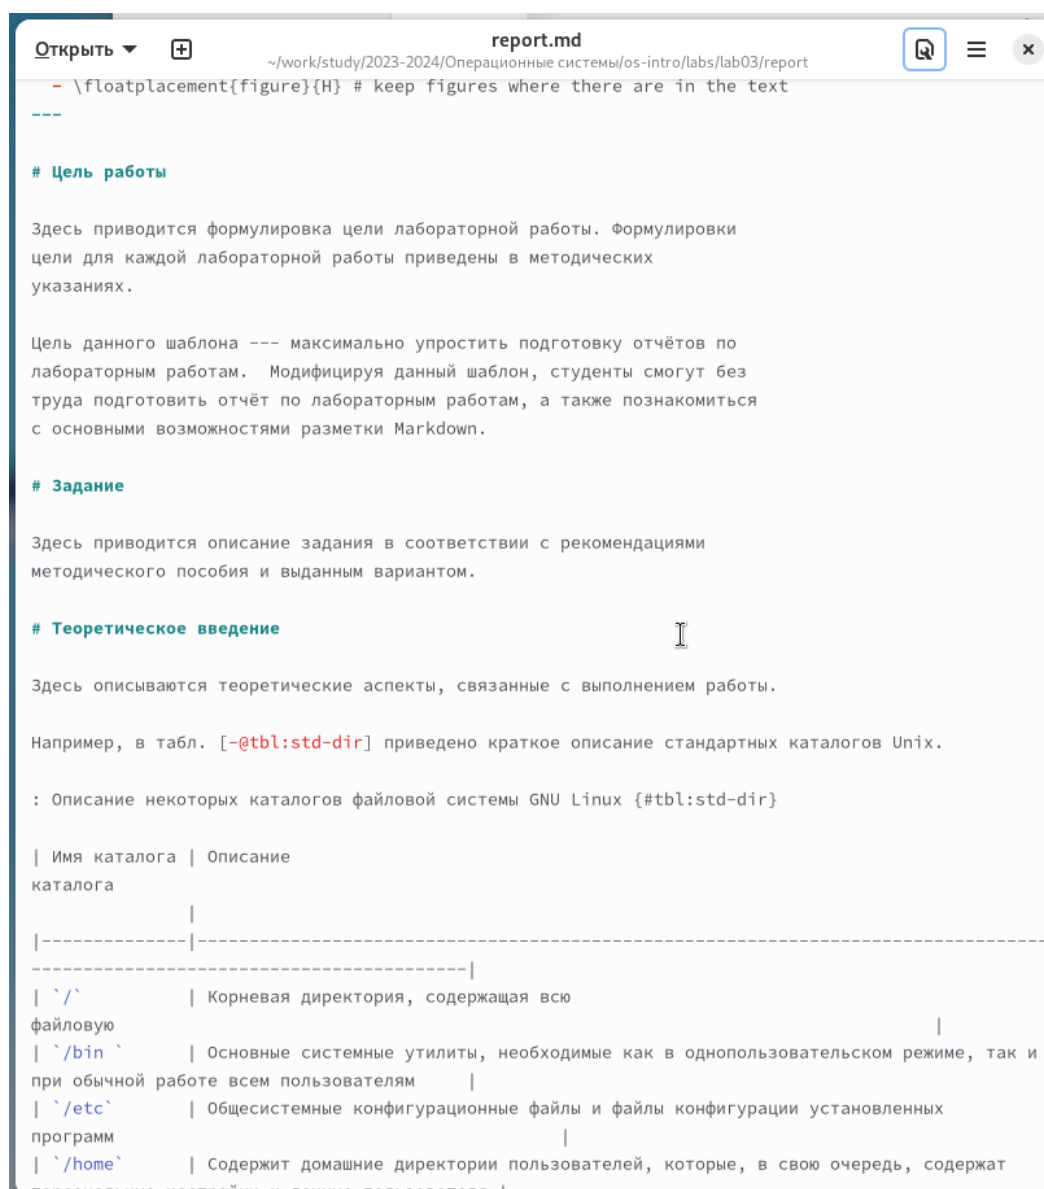 Открыть
report.md
~/work/study/2023-2024/Операционные системы/os-intro/labs/lab03/report
- \floatplacement{figure}{H} # keep figures where there are in the text
---
# Цель работы
Здесь приводится формулировка цели лабораторной работы. Формулировки
цели для каждой лабораторной работы приведены в методических
указаниях.
Цель данного шаблона --- максимально упростить подготовку отчётов по
лабораторным работам.  Модифицируя данный шаблон, студенты смогут без
труда подготовить отчёт по лабораторным работам, а также познакомиться
с основными возможностями разметки Markdown.
# Задание
Здесь приводится описание задания в соответствии с рекомендациями
методического пособия и выданным вариантом.
# Теоретическое введение
Здесь описываются теоретические аспекты, связанные с выполнением работы.
Например, в табл. [-@tbl:std-dir] приведено краткое описание стандартных каталогов Unix.
: Описание некоторых каталогов файловой системы GNU Linux {#tbl:std-dir}
| Имя каталога | Описание
каталога
|
|--------------|----------------------------------------------------------------------------------
------------------------------------------|
| `/`          | Корневая директория, содержащая всю
файловую                                                                               |
| `/bin `      | Основные системные утилиты, необходимые как в однопользовательском режиме, так и
при обычной работе всем пользователям     |
| `/etc`       | Общесистемные конфигурационные файлы и файлы конфигурации установленных
программ                                           |
| `/home`      | Содержит домашние директории пользователей, которые, в свою очередь, содержат